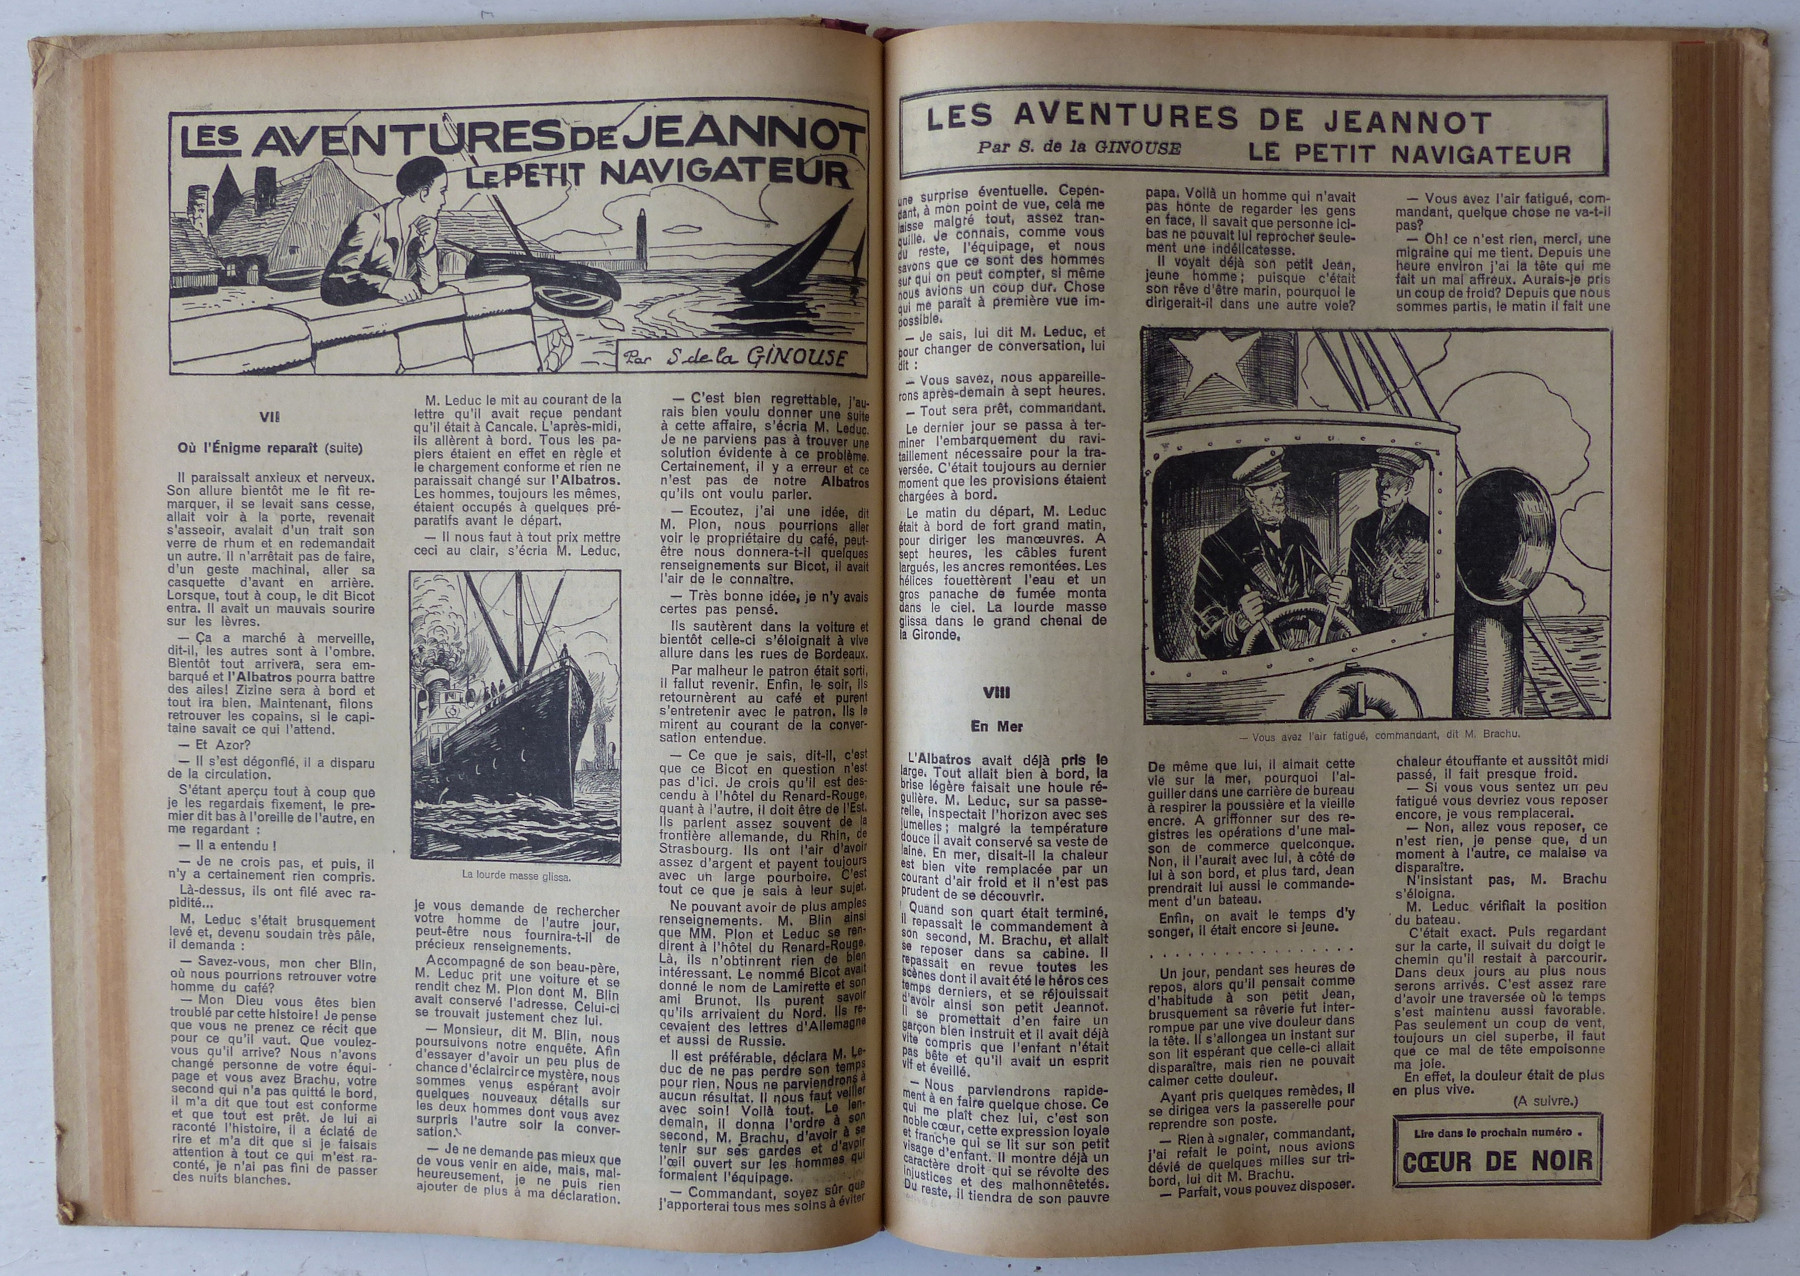 LES AVENTURES DE JEANNOT
LE PETIT NAVIGATEUR
Par S de la GINOUSE
VII
Où l'Énigme reparaît (suite)
Il paraissait anxieux et nerveux.
Son allure bientôt me le fit re-
marquer, il se levait sans cesse,
allait voir à la porte, revenait
s'asseoir, avalait d'un trait son
verre de rhum et en redemandait
un autre. Il n'arrêtait pas de faire,
d'un geste machinal, aller sa
casquette d'avant en arrière.
Lorsque, tout à coup, le dit Bicot
entra. Il avait un mauvais sourire
sur les lèvres.
— Ça a marché à merveille,
dit-il, les autres sont à l'ombre.
Bientôt tout arrivera, sera em-
barqué et l'Albatros pourra battre
des ailes! Zizine sera à bord et
tout ira bien. Maintenant, filons
retrouver les copains, si le capi-
taine savait ce qui l'attend.
— Et Azor?
— Il s'est dégonflé, il a disparu
de la circulation.
S'étant aperçu tout à coup que
je les regardais fixement, le pre-
mier dit bas à l'oreille de l'autre, en
me regardant :
— Il a entendu !
— Je ne crois pas, et puis, il
n'y a certainement rien compris.
Là-dessus, ils ont filé avec ra-
pidité...
M. Leduc s'était brusquement
levé et, devenu soudain très pâle,
il demanda :
— Savez-vous, mon cher Blin,
où nous pourrions retrouver votre
homme du café?
— Mon Dieu vous êtes bien
troublé par cette histoire! Je pense
que vous ne prenez ce récit que
pour ce qu'il vaut. Que voulez-
vous qu'il arrive? Nous n'avons
changé personne de votre équi-
page et vous avez Brachu, votre
second qui n'a pas quitté le bord,
il m'a dit que tout est conforme
et que tout est prêt. Je lui ai
raconté l'histoire, il a éclaté de
rire et m'a dit que si je faisais
attention à tout ce qui m'est ra-
conté, je n'ai pas fini de passer
des nuits blanches.
M. Leduc le mit au courant de la
lettre qu'il avait reçue pendant
qu'il était à Cancale. L'après-midi,
ils allèrent à bord. Tous les pa-
piers étaient en effet en règle et
le chargement conforme et rien ne
paraissait changé sur l'Albatros.
Les hommes, toujours les mêmes,
étaient occupés à quelques pré-
paratifs avant le départ.
— Il nous faut à tout prix mettre
ceci au clair, s'écria M. Leduc,
La lourde masse glissa.
je vous demande de rechercher
votre homme de l'autre jour,
peut-être nous fournira-t-il de
précieux renseignements.
Accompagné de son beau-père,
M. Leduc prit une voiture et se
rendit chez M. Plon dont M. Blin
avait conservé l'adresse. Celui-ci
se trouvait justement chez lui.
— Monsieur, dit M. Blin, nous
poursuivons notre enquête. Afin
d'essayer d'avoir un peu plus de
chance d'éclaircir ce mystère, nous
sommes venus espérant avoir
quelques nouveaux détails sur
les deux hommes dont vous avez
surpris l'autre soir la conver-
sation.
— Je ne demande pas mieux que
de vous venir en aide, mais, mal-
heureusement, je ne puis rien
ajouter de plus à ma déclaration.
— C'est bien regrettable, j'au-
rais bien voulu donner une suite
à cette affaire, s'écria M. Leduc.
Je ne parviens pas à trouver une
solution évidente à ce problème.
Certainement, il y a erreur et ce
n'est pas de notre Albatros
qu'ils ont voulu parler.
— Ecoutez, j'ai une idée, dit
M. Plon, nous pourrions aller
voir le propriétaire du café, peut-
être nous donnera-t-il quelques
renseignements sur Bicot, il avait
l'air de le connaître.
— Très bonne idée, je n'y avais
certes pas pensé.
Ils sautèrent dans la voiture et
bientôt celle-ci s'éloignait à vive
allure dans les rues de Bordeaux.
Par malheur le patron était sorti,
il fallut revenir. Enfin, le soir, ils
retournèrent au café et purent
s'entretenir avec le patron. Ils le
mirent au courant de la conver-
sation entendue.
— Ce que je sais, dit-il, c'est
que ce Bicot en question n'est
pas d'ici. Je crois qu'il est des-
cendu à l'hôtel du Renard-Rouge,
quant à l'autre, il doit être de l'Est.
Ils parlent assez souvent de la
frontière allemande, du Rhin, de
Strasbourg. Ils ont l'air d'avoir
assez d'argent et payent toujours
avec un large pourboire. C'est
tout ce que je sais à leur sujet.
Ne pouvant avoir de plus amples
renseignements. M. Blin ainsi
que MM. Plon et Leduc se ren-
dirent à l'hôtel du Renard-Rouge.
Là, ils n'obtinrent rien de bien
intéressant. Le nommé Bicot avait
donné le nom de Lamirette et son
ami Brunot. Ils purent savoir
qu'ils arrivaient du Nord. Ils re-
cevaient des lettres d'Allemagne
et aussi de Russie.
Il est préférable, déclara M. Le-
duc de ne pas perdre son temps
pour rien. Nous ne parviendrons à
aucun résultat. Il nous faut veiller
avec soin! Voilà tout. Le len-
demain, il donna l'ordre à son
second, M. Brachu, d'avoir à se
tenir sur ses gardes et d'avoir
l'œil ouvert sur les hommes qui
formaient l'équipage.
— Commandant, soyez sûr que
j'apporterai tous mes soins à éviter
LES AVENTURES DE JEANNOT
Par S. de la GINOUSE LE PETIT NAVIGATEUR
une surprise éventuelle. Cepen-
dant, à mon point de vue, celà me
laisse malgré tout, assez tran-
quille. Je connais, comme vous
du reste, l'équipage, et nous
savons que ce sont des hommes
sur qui on peut compter, si même
nous avions un coup dur. Chose
qui me paraît à première vue im-
possible.
— Je sais, lui dit M. Leduc, et
pour changer de conversation, lui
dit :
— Vous savez, nous appareille-
rons après-demain à sept heures.
— Tout sera prêt, commandant.
Le dernier jour se passa à ter-
miner l'embarquement du ravi-
taillement nécessaire pour la tra-
versée. C'était toujours au dernier
moment que les provisions étaient
chargées à bord.
Le matin du départ, M. Leduc
était à bord de fort grand matin,
pour diriger les manœuvres. A
sept heures, les câbles furent
largués, les ancres remontées. Les
hélices fouettèrent l'eau et un
gros panache de fumée monta
dans le ciel. La lourde masse
glissa dans le grand chenal de
la Gironde.
VIII
En Mer
L'Albatros avait déjà pris le
large. Tout allait bien à bord, la
brise légère faisait une houle ré-
gulière. M. Leduc, sur sa passe-
relle, inspectait l'horizon avec ses
jumelles ; malgré la température
douce il avait conservé sa veste de
laine. En mer, disait-il la chaleur
est bien vite remplacée par un
courant d'air froid et il n'est pas
prudent de se découvrir.
Quand son quart était terminé,
il repassait le commandement à
son second, M. Brachu, et allait
se reposer dans sa cabine. Il
repassait en revue toutes les
scènes dont il avait été le héros ces
temps derniers, et se réjouissait
d'avoir ainsi son petit Jeannot.
Il se promettait d'en faire un
garçon bien instruit et il avait déjà
vite compris que l'enfant n'était
pas bête et qu'il avait un esprit
vif et éveillé.
— Nous parviendrons rapide-
ment à en faire quelque chose. Ce
qui me plaît chez lui, c'est son
noble cœur, cette expression loyale
et franche qui se lit sur son petit
visage d'enfant. Il montre déjà un
caractère droit qui se révolte des
injustices et des malhonnêtetés.
Du reste, il tiendra de son pauvre
papa. Voilà un homme qui n'avait
pas honte de regarder les gens
en face, il savait que personne ici-
bas ne pouvait lui reprocher seule-
ment une indélicatesse.
Il voyait déjà son petit Jean,
jeune homme ; puisque c'était
son rêve d'être marin, pourquoi le
dirigerait-il dans une autre voie?
— Vous avez l'air fatigué, com-
mandant, quelque chose ne va-t-il
pas?
— Oh! ce n'est rien, merci, une
migraine qui me tient. Depuis une
heure environ j'ai la tête qui me
fait un mal affreux. Aurais-je pris
un coup de froid? Depuis que nous
sommes partis, le matin il fait une
— Vous avez l'air fatigué, commandant, dit M. Brachu.
De même que lui, il aimait cette
vie sur la mer, pourquoi l'ai-
guiller dans une carrière de bureau
à respirer la poussière et la vieille
encre. A griffonner sur des re-
gistres les opérations d'une mai-
son de commerce quelconque.
Non, il l'aurait avec lui, à côté de
lui à son bord, et plus tard, Jean
prendrait lui aussi le commande-
ment d'un bateau.
Enfin, on avait le temps d'y
songer, il était encore si jeune.
. . . . . . . . . . . . . . .
Un jour, pendant ses heures de
repos, alors qu'il pensait comme
d'habitude à son petit Jean,
brusquement sa rêverie fut inter-
rompue par une vive douleur dans
la tête. Il s'allongea un instant sur
son lit espérant que celle-ci allait
disparaître, mais rien ne pouvait
calmer cette douleur.
Ayant pris quelques remèdes, il
se dirigea vers la passerelle pour
reprendre son poste.
— Rien à signaler, commandant,
j'ai refait le point, nous avions
dévié de quelques milles sur tri-
bord, lui dit M. Brachu.
— Parfait, vous pouvez disposer.
chaleur étouffante et aussitôt midi
passé, il fait presque froid.
— Si vous vous sentez un peu
fatigué vous devriez vous reposer
encore, je vous remplacerai.
— Non, allez vous reposer, ce
n'est rien, je pense que, d'un
moment à l'autre, ce malaise va
disparaître.
N'insistant pas, M. Brachu
s'éloigna.
M. Leduc vérifiait la position
du bateau.
C'était exact. Puis regardant
sur la carte, il suivait du doigt le
chemin qu'il restait à parcourir.
Dans deux jours au plus nous
serons arrivés. C'est assez rare
d'avoir une traversée où le temps
s'est maintenu aussi favorable.
Pas seulement un coup de vent,
toujours un ciel superbe, il faut
que ce mal de tête empoisonne
ma joie.
En effet, la douleur était de plus
en plus vive.
(A suivre.)
Lire dans le prochain numéro .
CŒUR DE NOIR